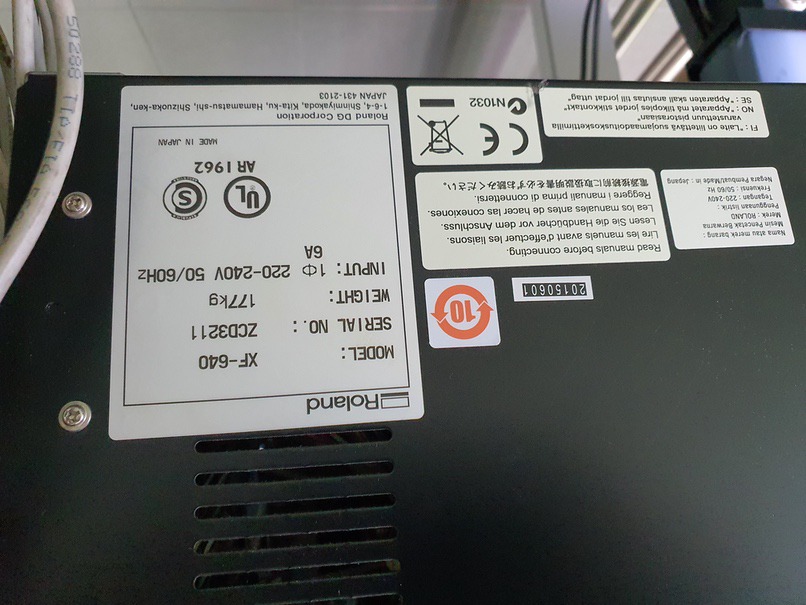 Roland
MODEL: XF-640
SERIAL NO.: ZCD3211
WEIGHT: 177kg
INPUT: 1Φ 220-240V 50/60Hz
6A
UL
S
AR1962
MADE IN JAPAN
Roland DG Corporation
1-6-4, Shinmiyakoda, Kita-ku, Hamamatsu-shi, Shizuoka-ken,
JAPAN 431-2103
10
20150601
Read manuals before connecting.
Lire les manuels avant d'effectuer les liaisons.
Lesen Sie die Handbücher vor dem Anschluss.
Lea los manuales antes de hacer las conexiones.
Reggere i manuali prima di connettersi.
電源接続前に取扱説明書を必ずお読みください。
Nama atau merek barang :
Mesin Pencetak Berwarna
Merek : ROLAND
Penggunaan listrik :
Tegangan : 220-240V
Frekuensi : 50/60 Hz
Negara Pembuat/Made in : Jepang
CE
N1032
FI : "Laite on liitettävä suojamaadoituskoskettimilla
varustettuun pistorasiaan"
NO : "Apparatet må tilkoples jordet stikkontakt"
SE : "Apparaten skall anslutas till jordat uttag"
50288